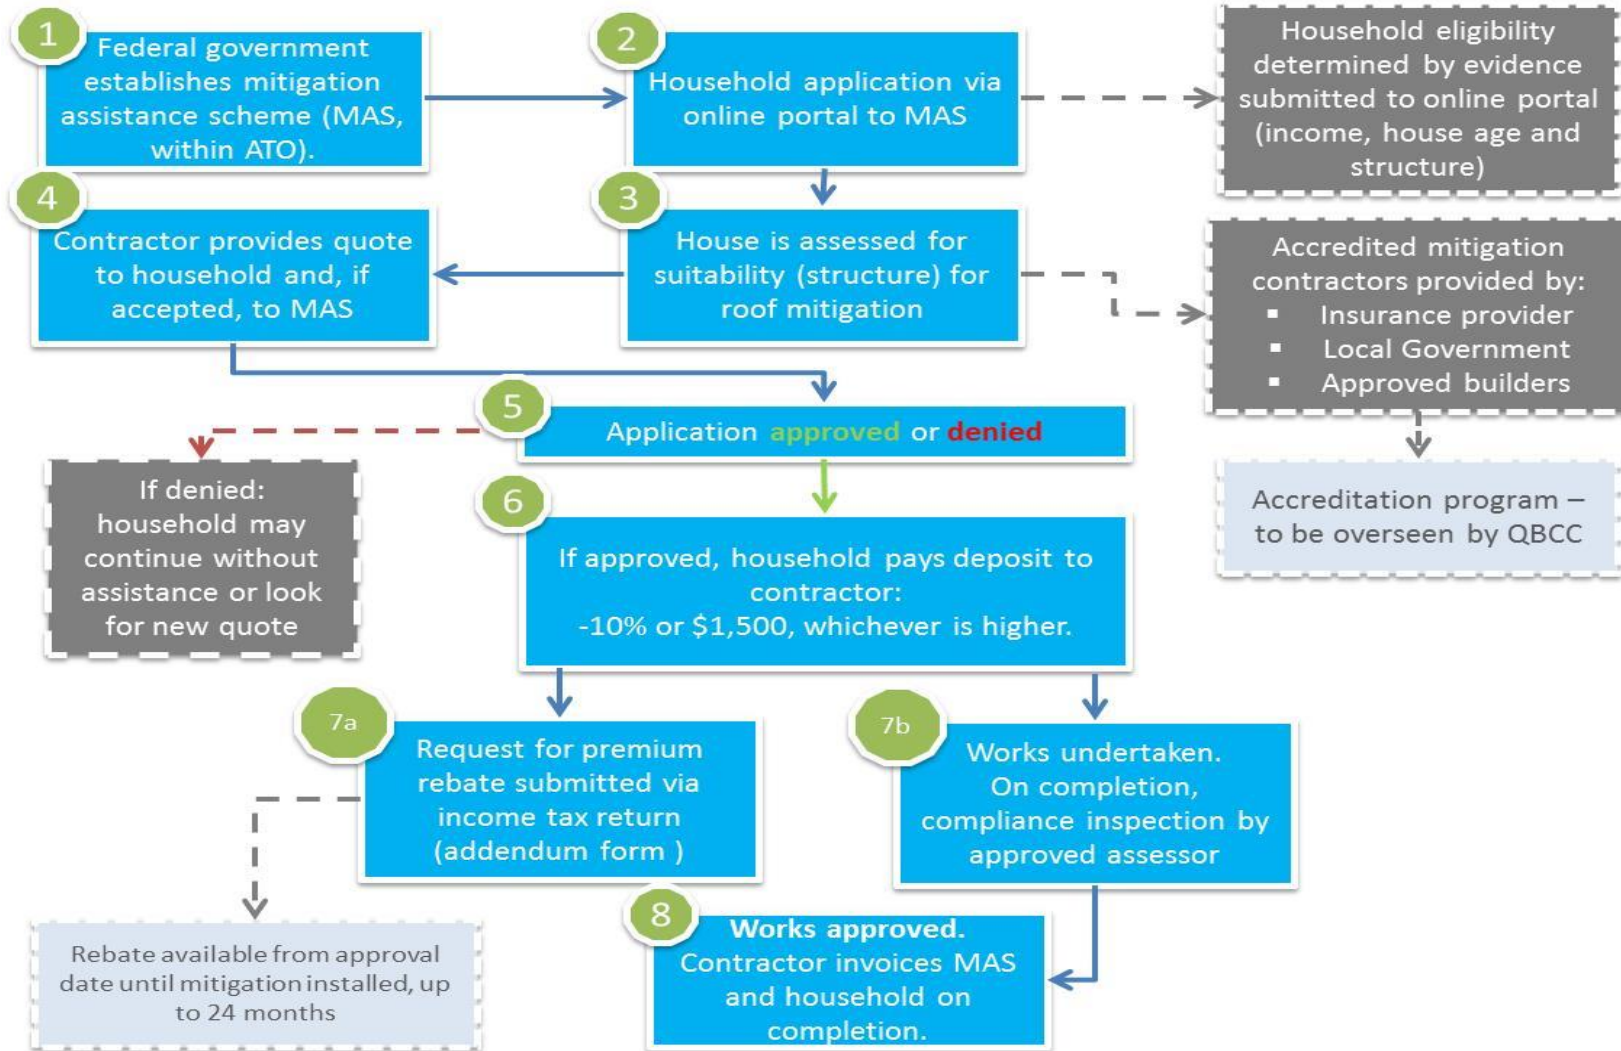 1
Federal government
establishes mitigation
assistance scheme (MAS,
within ATO).
2
Household application via
online portal to MAS
Household eligibility
determined by evidence
submitted to online portal
(income, house age and
structure)
3
House is assessed for
suitability (structure) for
roof mitigation
Accredited mitigation
contractors provided by:
▪ Insurance provider
▪ Local Government
▪ Approved builders
Accreditation program –
to be overseen by QBCC
4
Contractor provides quote
to household and, if
accepted, to MAS
5
Application approved or denied
If denied:
household may
continue without
assistance or look
for new quote
6
If approved, household pays deposit to
contractor:
-10% or $1,500, whichever is higher.
7a
Request for premium
rebate submitted via
income tax return
(addendum form )
Rebate available from approval
date until mitigation installed, up
to 24 months
7b
Works undertaken.
On completion,
compliance inspection by
approved assessor
8
Works approved.
Contractor invoices MAS
and household on
completion.